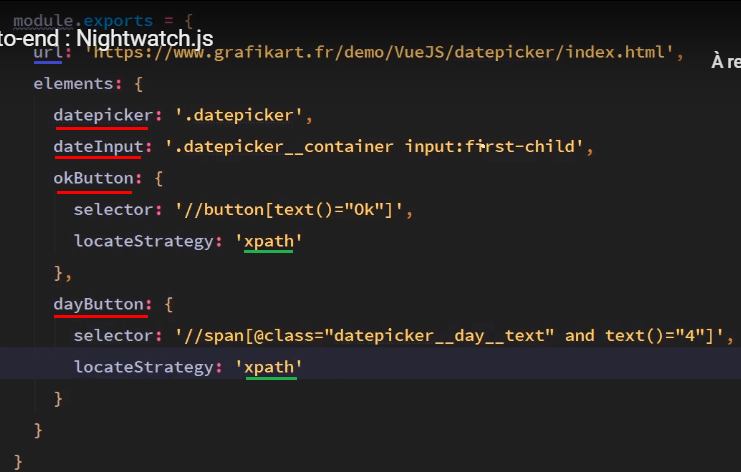 module.exports = {
to-end : Nightwatch.js
url: 'https://www.grafikart.fr/demo/VueJS/datepicker/index.html',
À re
elements: {
datepicker: '.datepicker',
dateInput: '.datepicker__container input:first-child',
okButton: {
selector: '//button[text()="Ok"]',
locateStrategy: 'xpath'
},
dayButton: {
selector: '//span[@class="datepicker__day__text" and text()="4"]',
locateStrategy: 'xpath'
}
}
}